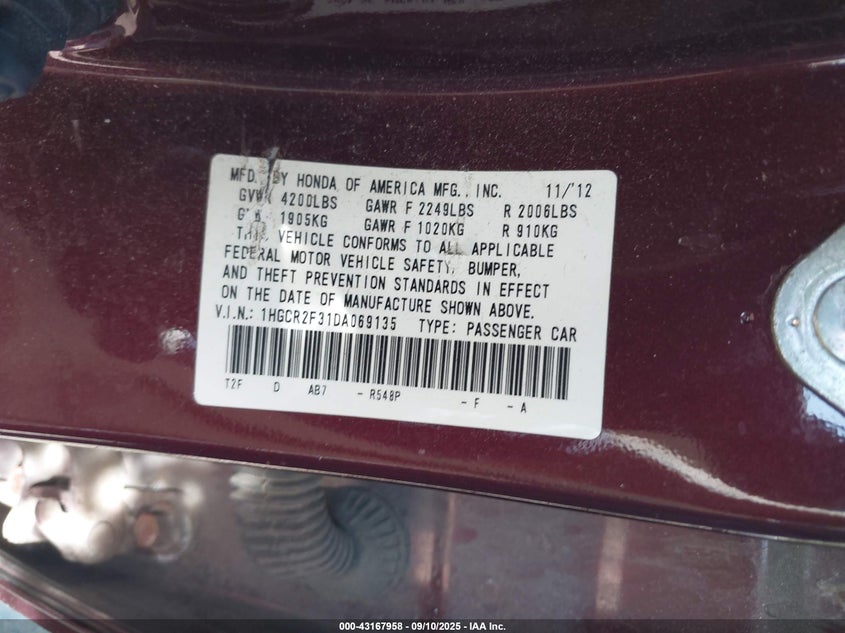 MFD. BY HONDA OF AMERICA MFG., INC. 11/'12
GVWR 4200LBS GAWR F 2249LBS R 2006LBS
1905KG GAWR F 1020KG R 910KG
THIS VEHICLE CONFORMS TO ALL APPLICABLE
FEDERAL MOTOR VEHICLE SAFETY, BUMPER,
AND THEFT PREVENTION STANDARDS IN EFFECT
ON THE DATE OF MANUFACTURE SHOWN ABOVE.
V.I.N.: 1HGCR2F31DA069135 TYPE: PASSENGER CAR
T2F D AB7 - R548P - F - A
000-43167958 - 09/10/2025 - IAA Inc.